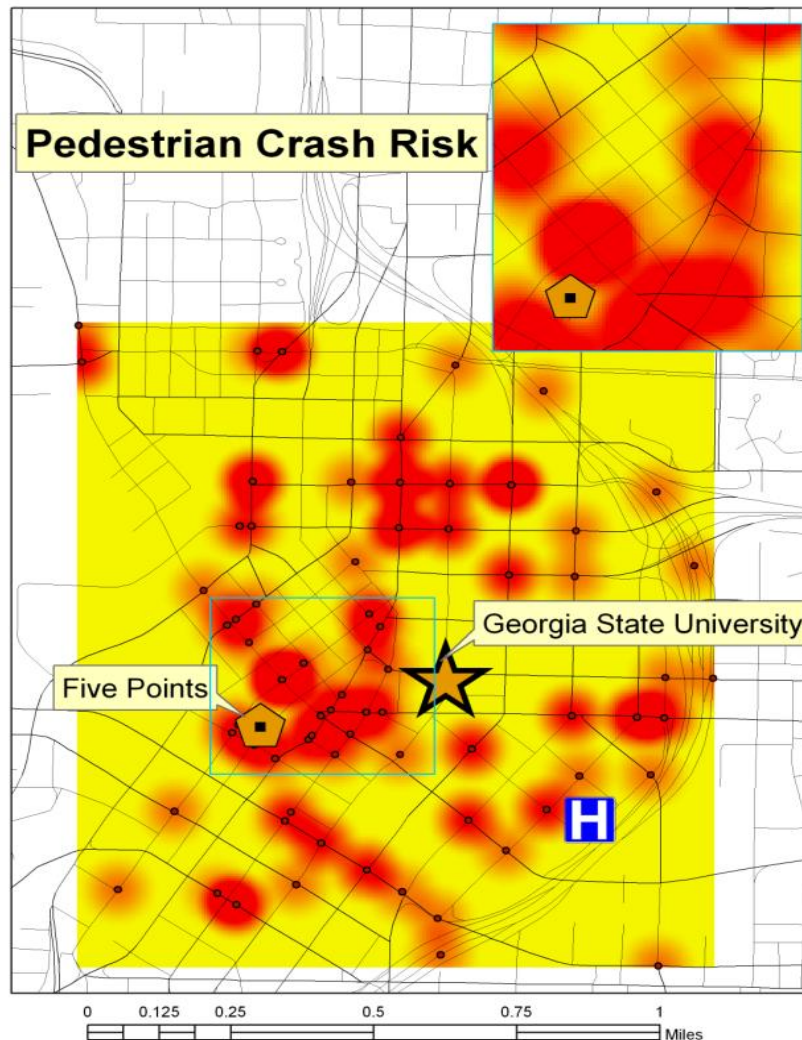 Pedestrian Crash Risk
Georgia State University
Five Points
H
0 0.125 0.25 0.5 0.75 1
Miles